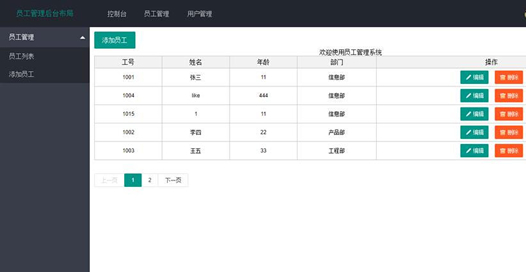 员工管理后台布局 控制台 员工管理 用户管理
员工管理
员工列表
添加员工
添加员工
欢迎使用员工管理系统
工号 姓名 年龄 部门 操作
1001 张三 11 信息部 编辑 删除
1004 like 444 信息部 编辑 删除
1015 1 11 信息部 编辑 删除
1002 李四 22 产品部 编辑 删除
1003 王五 33 工程部 编辑 删除
上一页 1 2 下一页